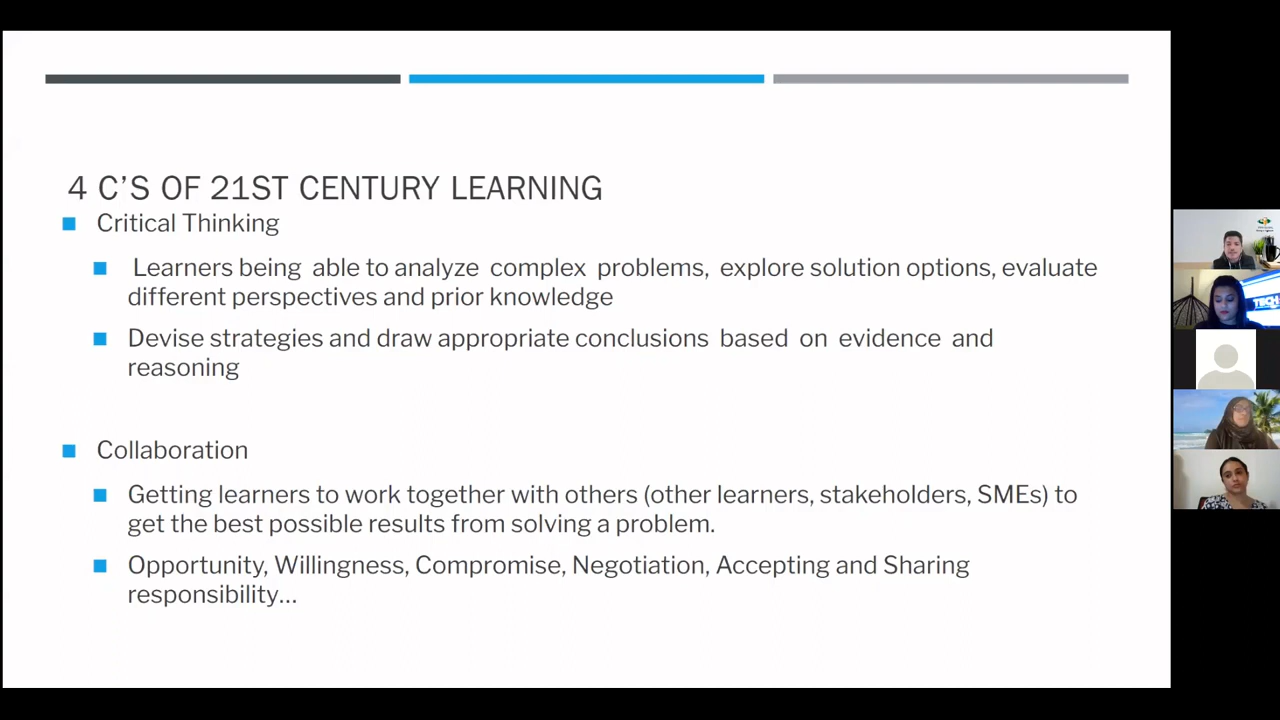 4 C’S OF 21ST CENTURY LEARNING
Critical Thinking
Learners being able to analyze complex problems, explore solution options, evaluate
different perspectives and prior knowledge
Devise strategies and draw appropriate conclusions based on evidence and
reasoning
Collaboration
Getting learners to work together with others (other learners, stakeholders, SMEs) to
get the best possible results from solving a problem.
Opportunity, Willingness, Compromise, Negotiation, Accepting and Sharing
responsibility...
TECH